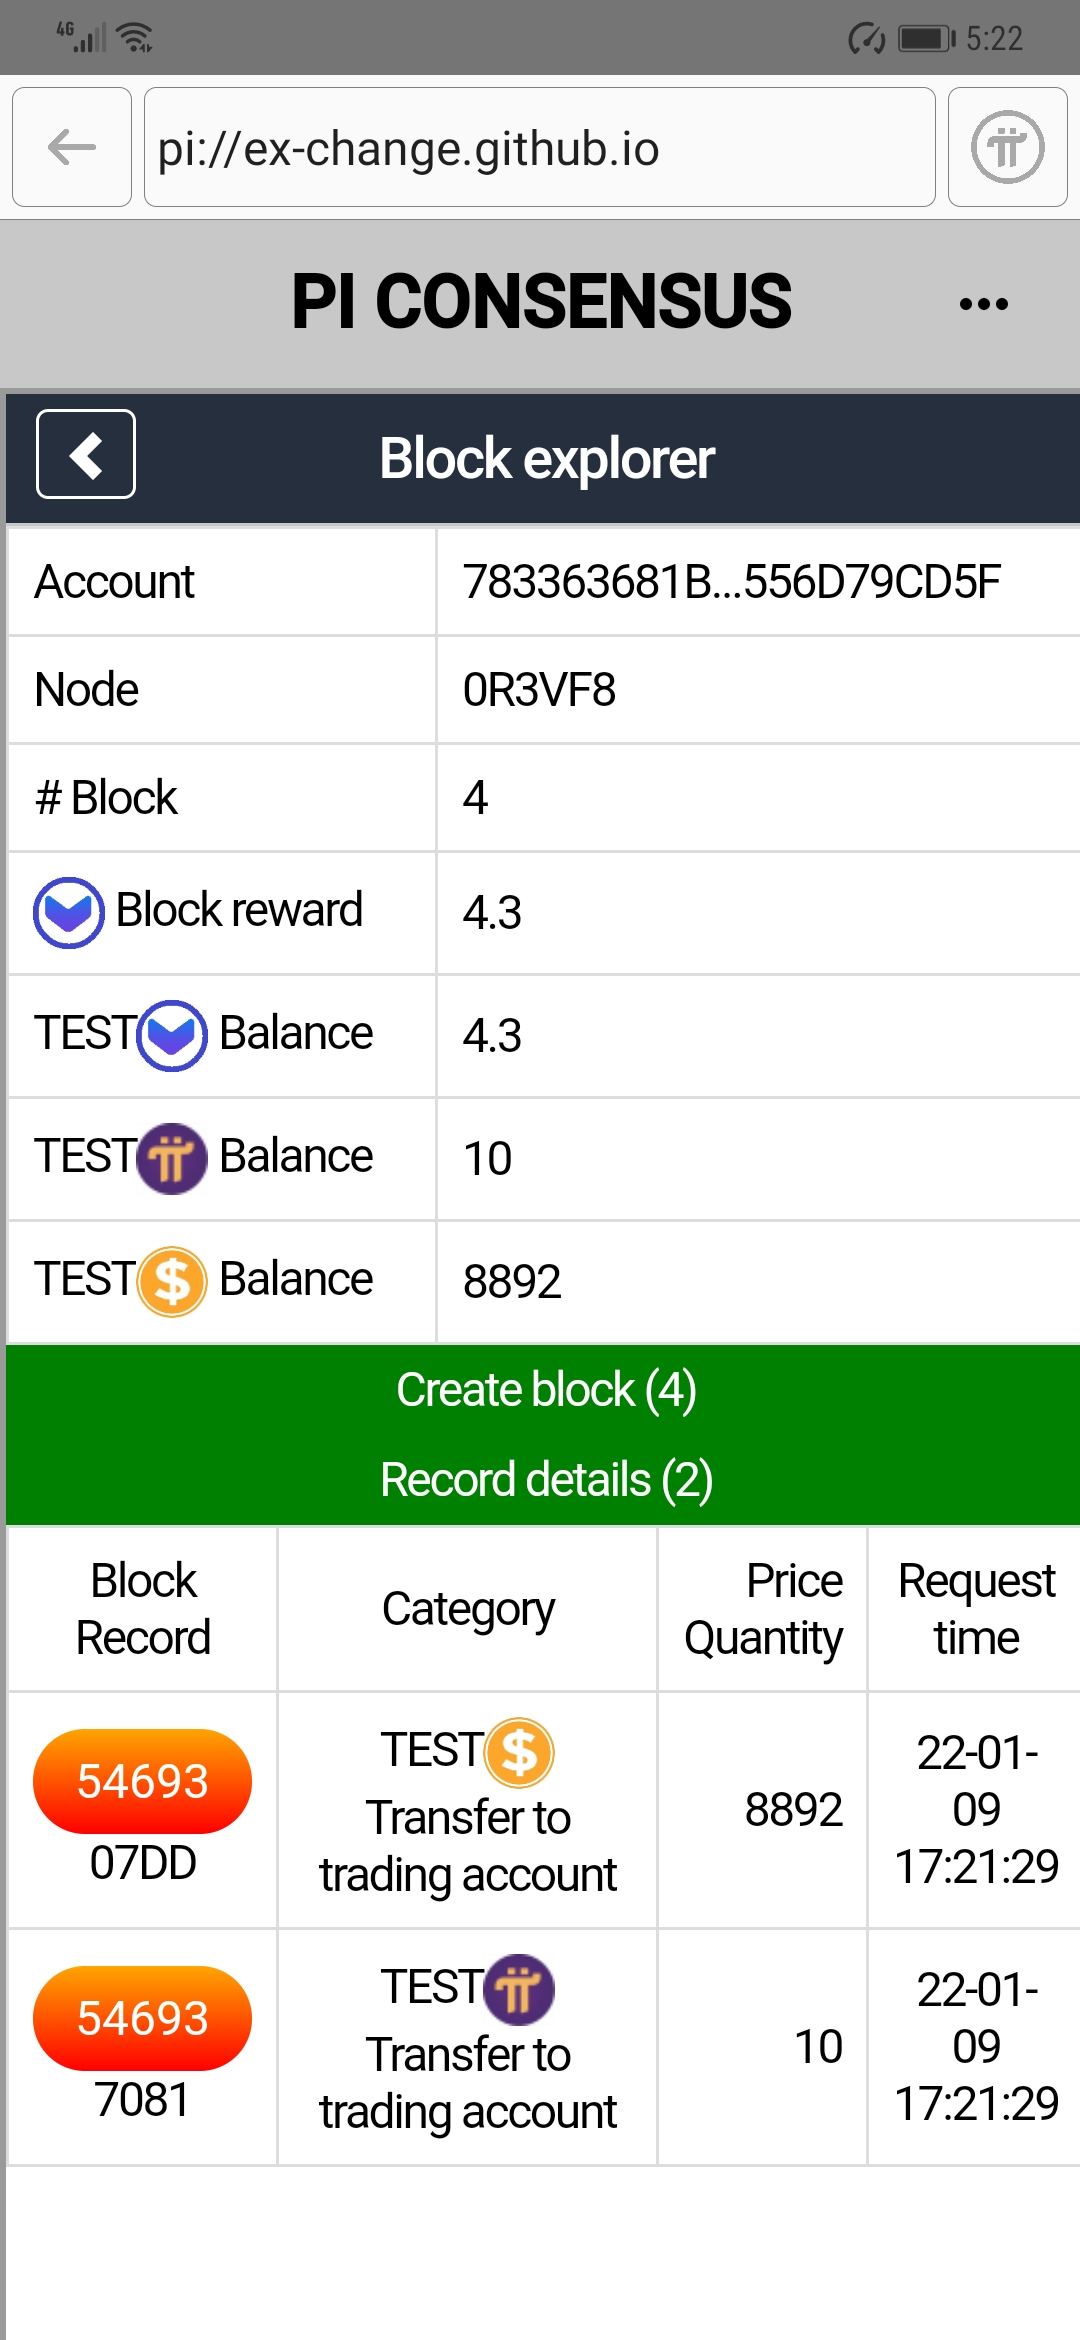 4G 5:22
pi://ex-change.github.io
PI CONSENSUS
Block explorer
Account 783363681B...556D79CD5F
Node 0R3VF8
# Block 4
Block reward 4.3
TEST Balance 4.3
TEST Balance 10
TEST $ Balance 8892
Create block (4)
Record details (2)
Block Record Category Price Quantity Request time
54693 07DD TEST $ Transfer to trading account 8892 22-01-09 17:21:29
54693 7081 TEST Transfer to trading account 10 22-01-09 17:21:29